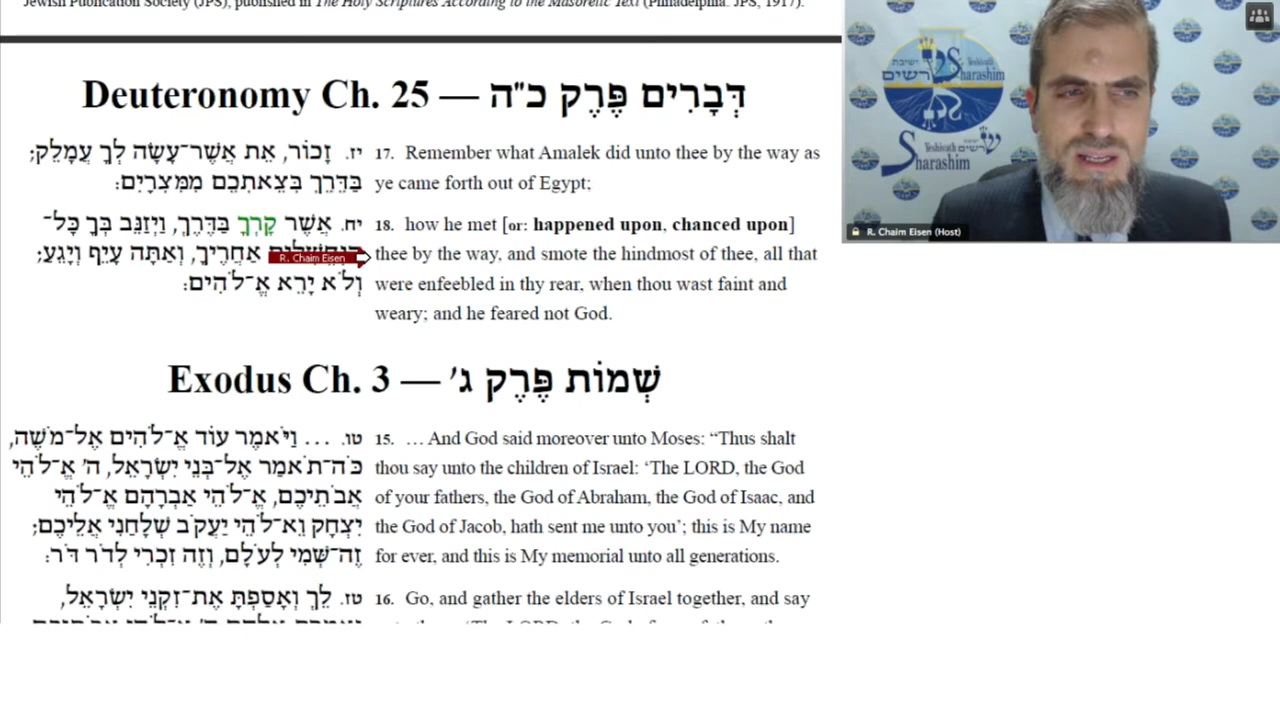 Jewish Publication Society (JPS), published in The Holy Scriptures According to the Masoretic Text (Philadelphia: JPS, 1917).
Deuteronomy Ch. 25 — דְּבָרִים פֶּרֶק כ"ה
יז. זָכוֹר, אֵת אֲשֶׁר־עָשָׂה לְךָ עֲמָלֵק;
בַּדֶּרֶךְ בְּצֵאתְכֶם מִמִּצְרָיִם:
17. Remember what Amalek did unto thee by the way as
ye came forth out of Egypt;
יח. אֲשֶׁר קָרְךָ בַּדֶּרֶךְ, וַיְזַנֵּב בְּךָ כָּל־
אַחֲרֶיךָ, וְאַתָּה עָיֵף וְיָגֵעַ;
וְלֹא יָרֵא אֱ־לֹהִים:
R. Chaim Eisen
18. how he met [or: happened upon, chanced upon]
thee by the way, and smote the hindmost of thee, all that
were enfeebled in thy rear, when thou wast faint and
weary; and he feared not God.
Exodus Ch. 3 — שְׁמוֹת פֶּרֶק ג'
טו. ... וַיֹּאמֶר עוֹד אֱ־לֹהִים אֶל־מֹשֶׁה,
כֹּה־תֹאמַר אֶל־בְּנֵי יִשְׂרָאֵל, ה' אֱ־לֹהֵי
אֲבֹתֵיכֶם, אֱ־לֹהֵי אַבְרָהָם אֱ־לֹהֵי
יִצְחָק וֵא־לֹהֵי יַעֲקֹב שְׁלָחַנִי אֲלֵיכֶם;
זֶה־שְּׁמִי לְעֹלָם, וְזֶה זִכְרִי לְדֹר דֹּר:
15. … And God said moreover unto Moses: “Thus shalt
thou say unto the children of Israel: ‘The LORD, the God
of your fathers, the God of Abraham, the God of Isaac, and
the God of Jacob, hath sent me unto you’; this is My name
for ever, and this is My memorial unto all generations.
טז. לֵךְ וְאָסַפְתָּ אֶת־זִקְנֵי יִשְׂרָאֵל,
16. Go, and gather the elders of Israel together, and say
ישיבת שרשים
Yeshivath Sharashim
Yeshivath Sharashim ישיבת שרשים
R. Chaim Eisen (Host)